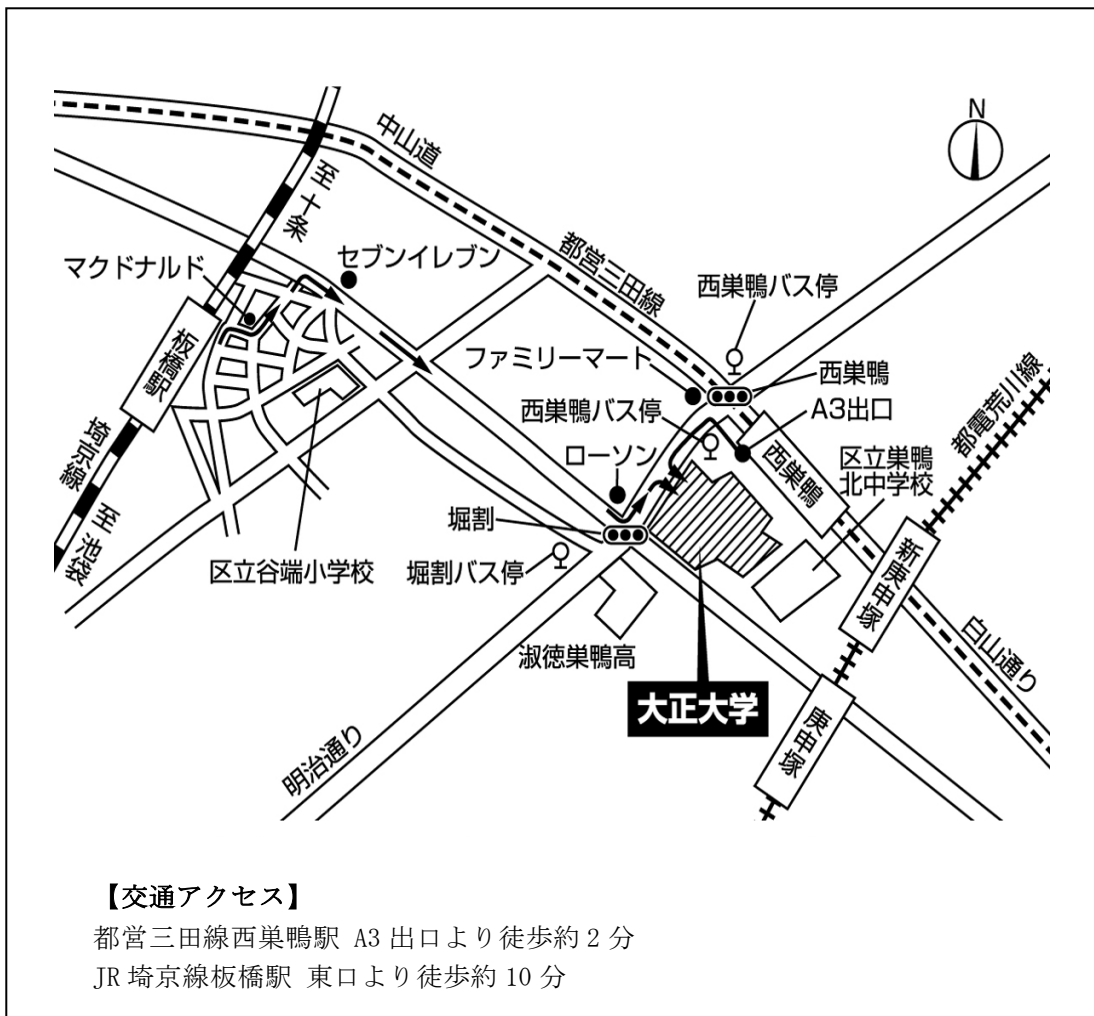 N
中山道
至十条
セブンイレブン
マクドナルド
都営三田線
西巣鴨バス停
板橋駅
ファミリーマート
西巣鴨
A3出口
西巣鴨バス停
都電荒川線
ローソン
西巣鴨
区立巣鴨
北中学校
埼京線
至池袋
堀割
区立谷端小学校
堀割バス停
新庚申塚
淑徳巣鴨高
白山通り
大正大学
庚申塚
明治通り
【交通アクセス】
都営三田線西巣鴨駅 A3 出口より徒歩約 2 分
JR 埼京線板橋駅 東口より徒歩約 10 分